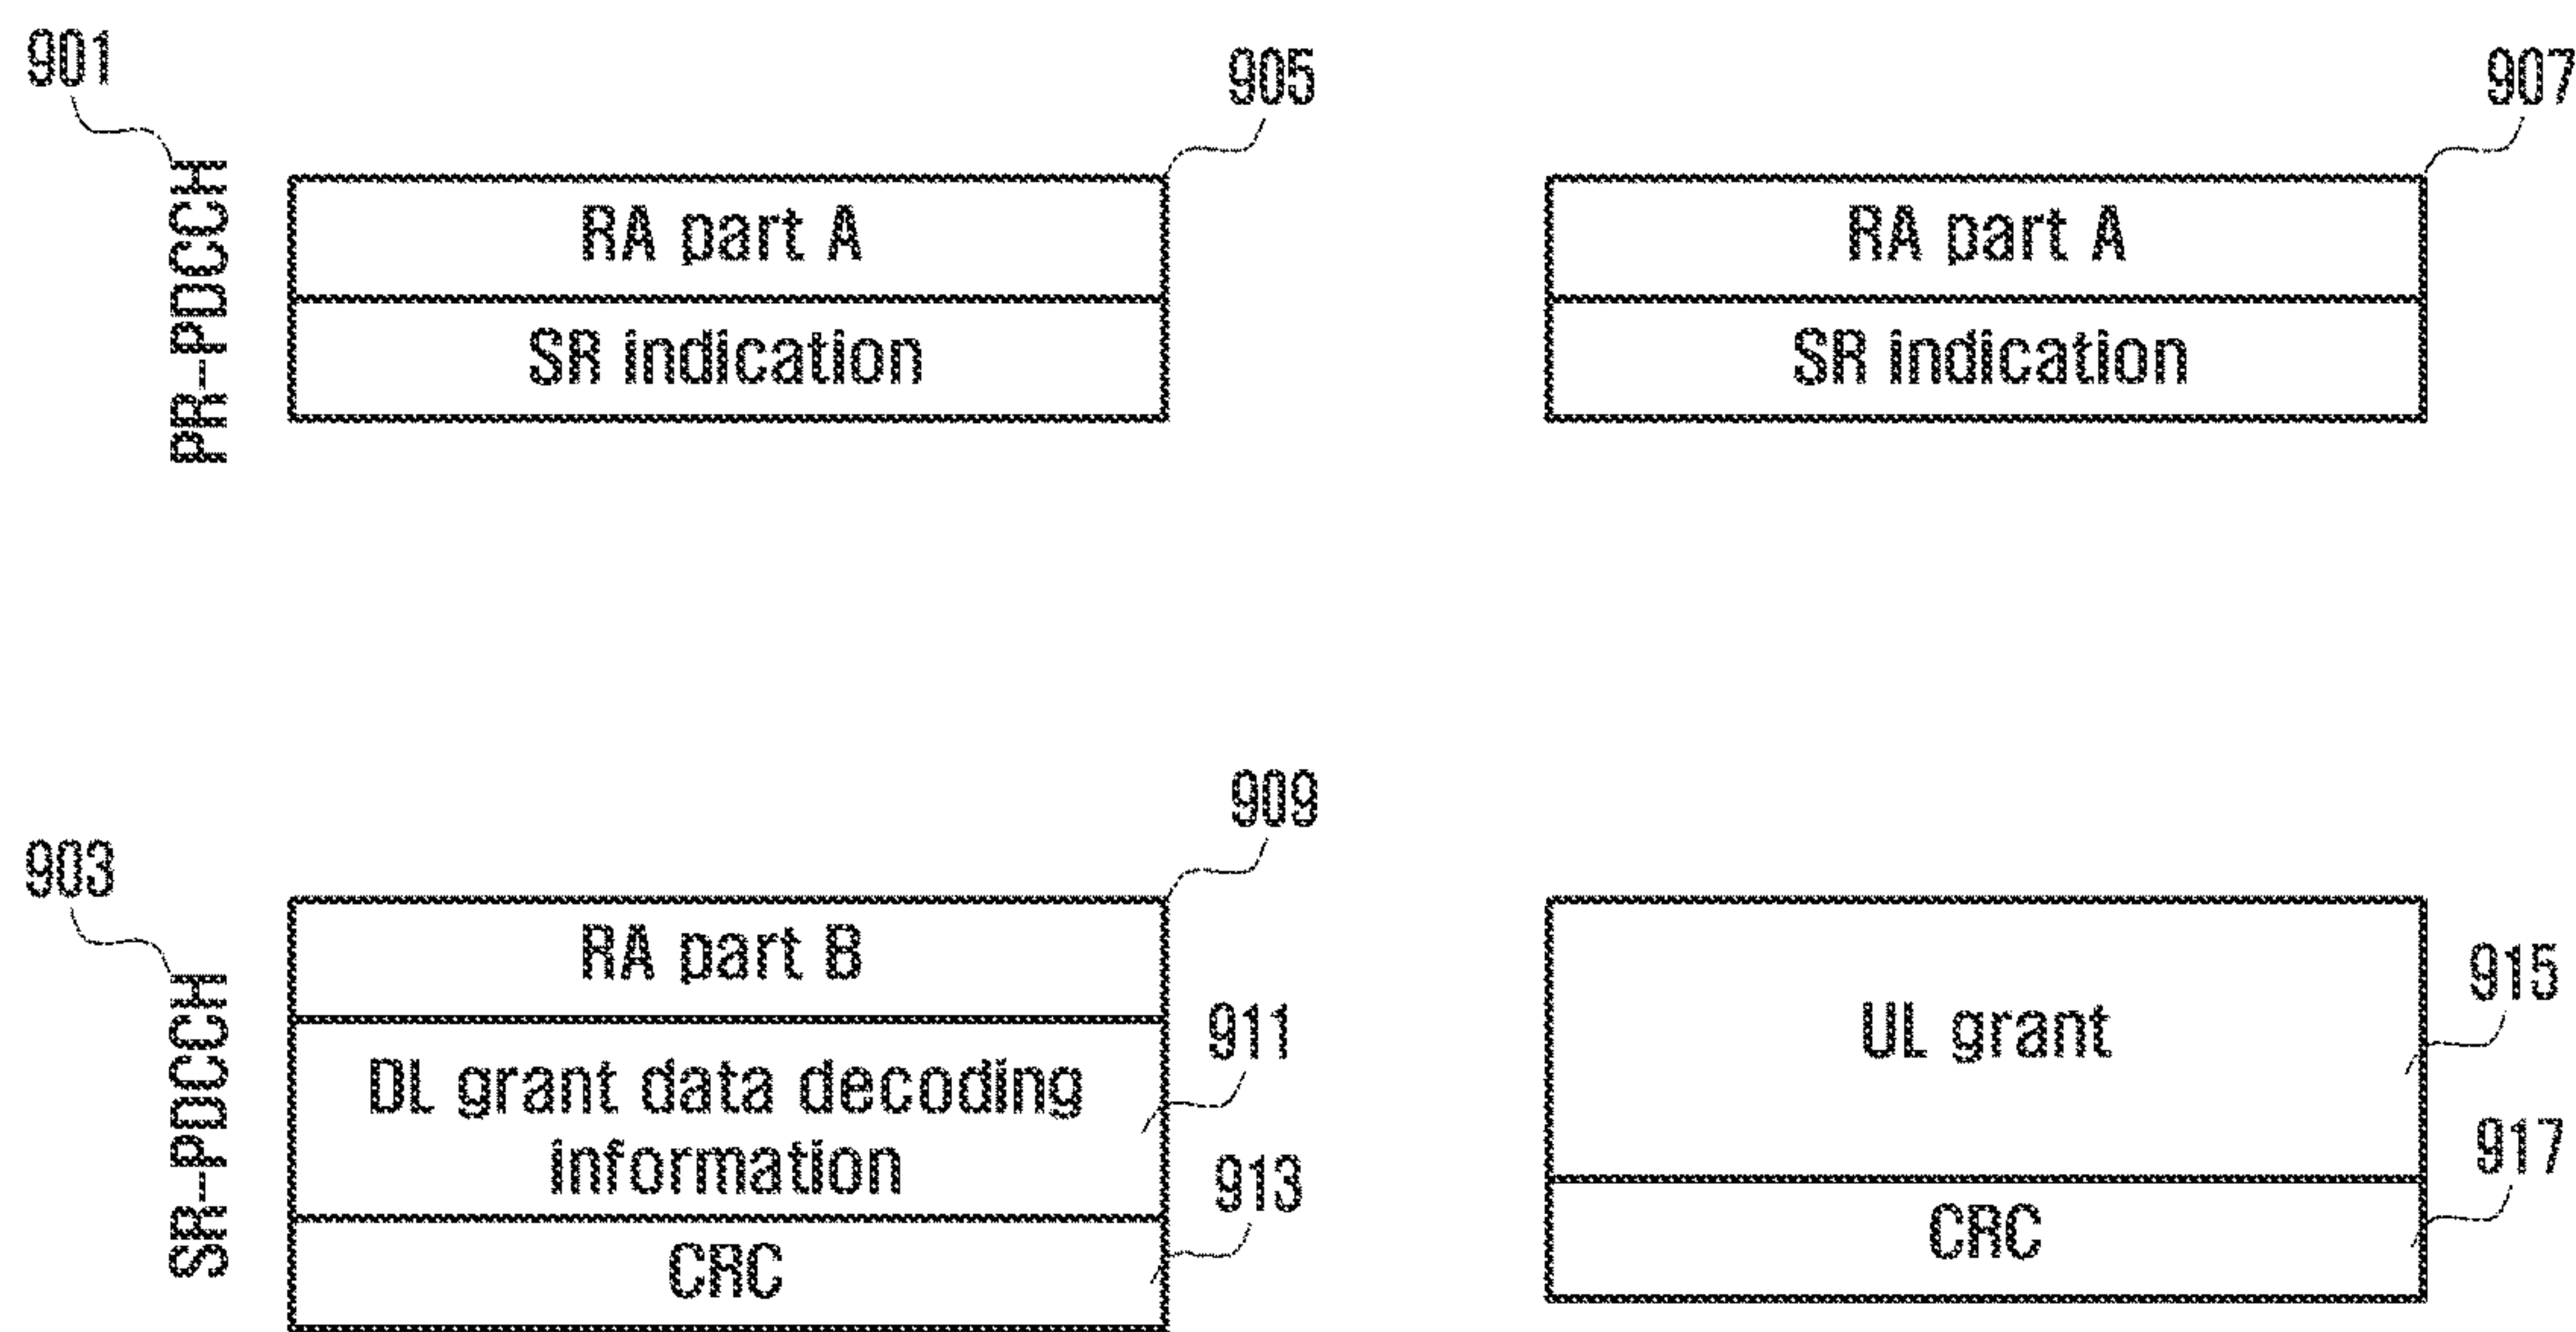 901
905
907
PR-PDCCH
RA part A
SR indication
RA part A
SR indication
903
909
SR-PDCCH
RA part B
911
DL grant data decoding
information
913
CRC
915
UL grant
917
CRC